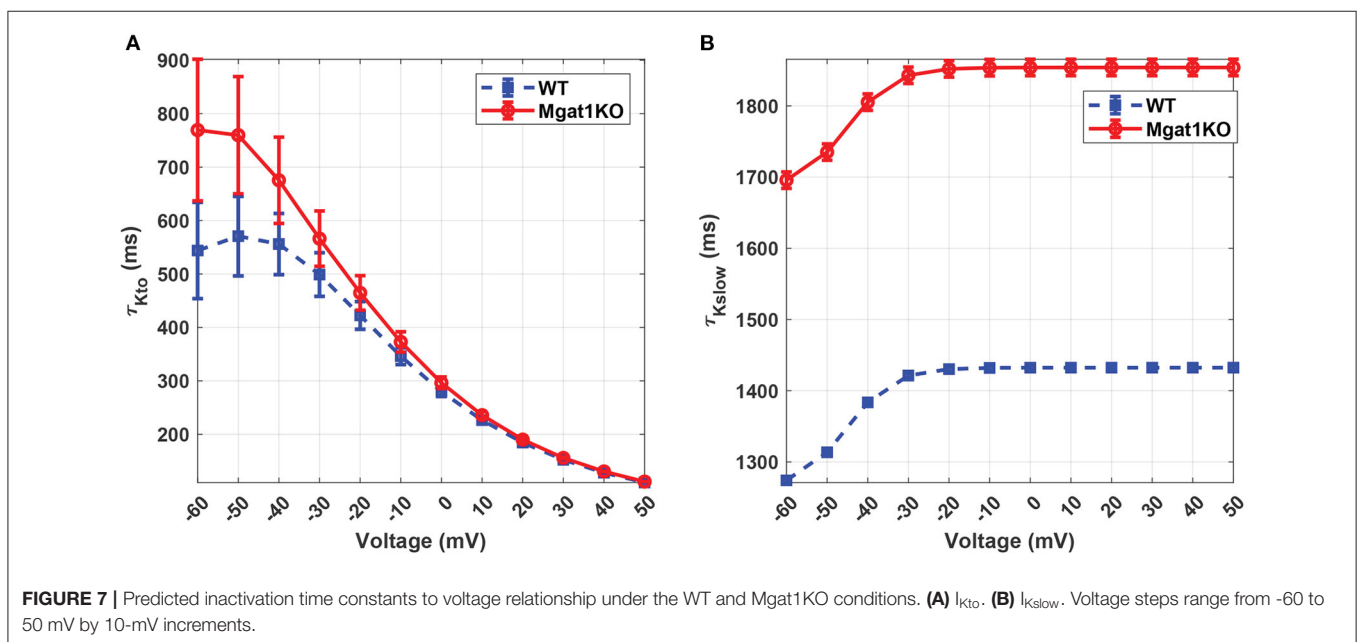 A
900
800
700
600
500
400
300
200
τKto (ms)
WT
Mgat1KO
-60 -50 -40 -30 -20 -10 0 10 20 30 40 50
Voltage (mV)
B
1800
1700
1600
1500
1400
1300
τKslow (ms)
WT
Mgat1KO
-60 -50 -40 -30 -20 -10 0 10 20 30 40 50
Voltage (mV)
FIGURE 7 | Predicted inactivation time constants to voltage relationship under the WT and Mgat1KO conditions. (A) IKto. (B) IKslow. Voltage steps range from -60 to
50 mV by 10-mV increments.